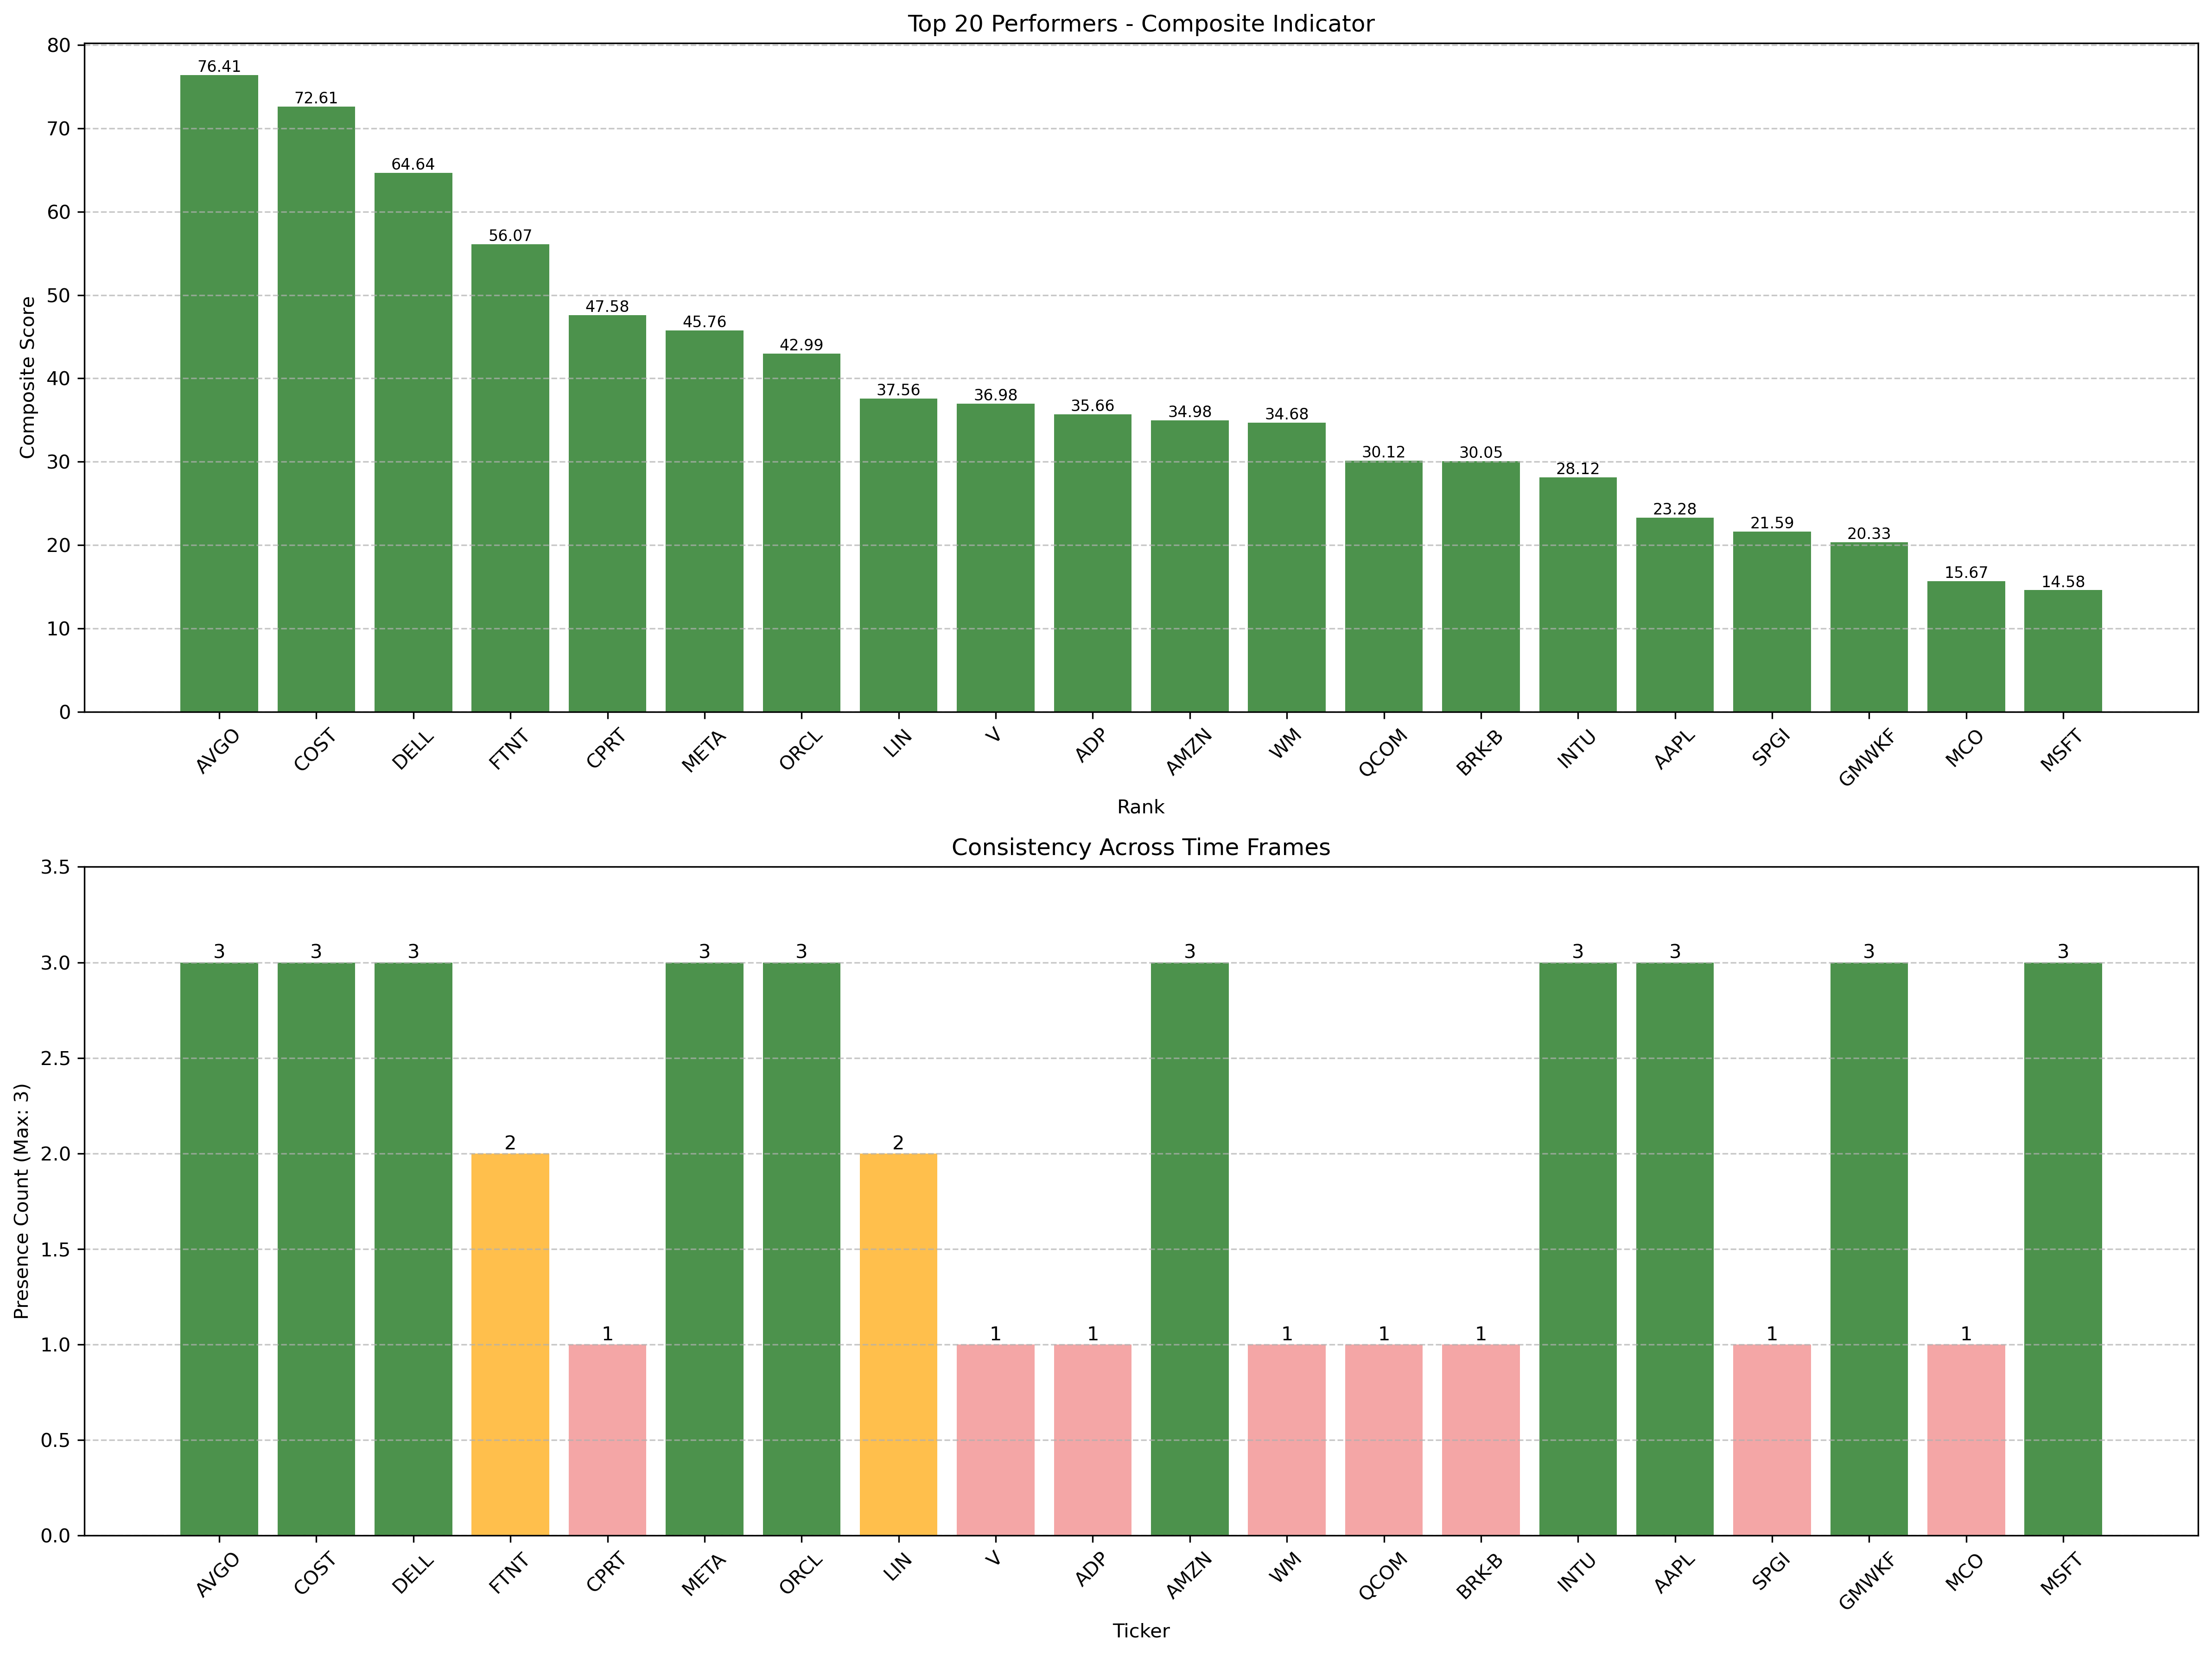 Top 20 Performers - Composite Indicator
Composite Score
80
70
60
50
40
30
20
10
0
76.41
72.61
64.64
56.07
47.58
45.76
42.99
37.56
36.98
35.66
34.98
34.68
30.12
30.05
28.12
23.28
21.59
20.33
15.67
14.58
AVGO
COST
DELL
FTNT
CPRT
META
ORCL
LIN
V
ADP
AMZN
WM
QCOM
BRK-B
INTU
AAPL
SPGI
GMWKF
MCO
MSFT
Rank
Consistency Across Time Frames
Presence Count (Max: 3)
3.5
3.0
2.5
2.0
1.5
1.0
0.5
0.0
3
3
3
2
1
3
3
2
1
1
3
1
1
1
3
3
1
3
1
3
AVGO
COST
DELL
FTNT
CPRT
META
ORCL
LIN
V
ADP
AMZN
WM
QCOM
BRK-B
INTU
AAPL
SPGI
GMWKF
MCO
MSFT
Ticker